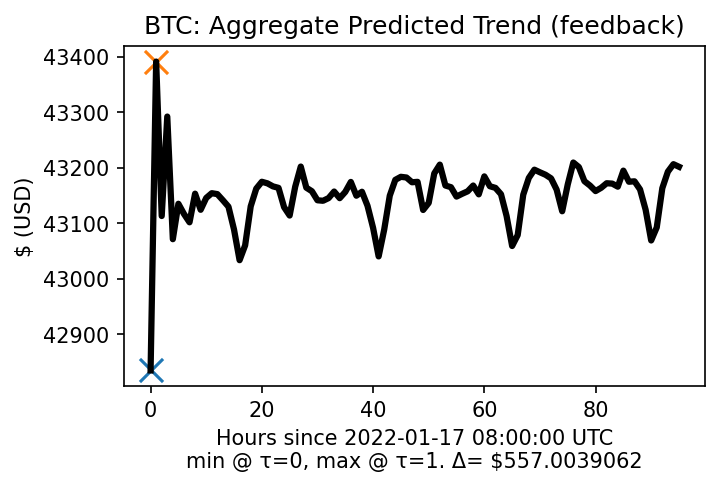 BTC: Aggregate Predicted Trend (feedback)
43400
43300
43200
43100
43000
42900
$ (USD)
0 20 40 60 80
Hours since 2022-01-17 08:00:00 UTC
min @ τ=0, max @ τ=1. Δ= $557.0039062